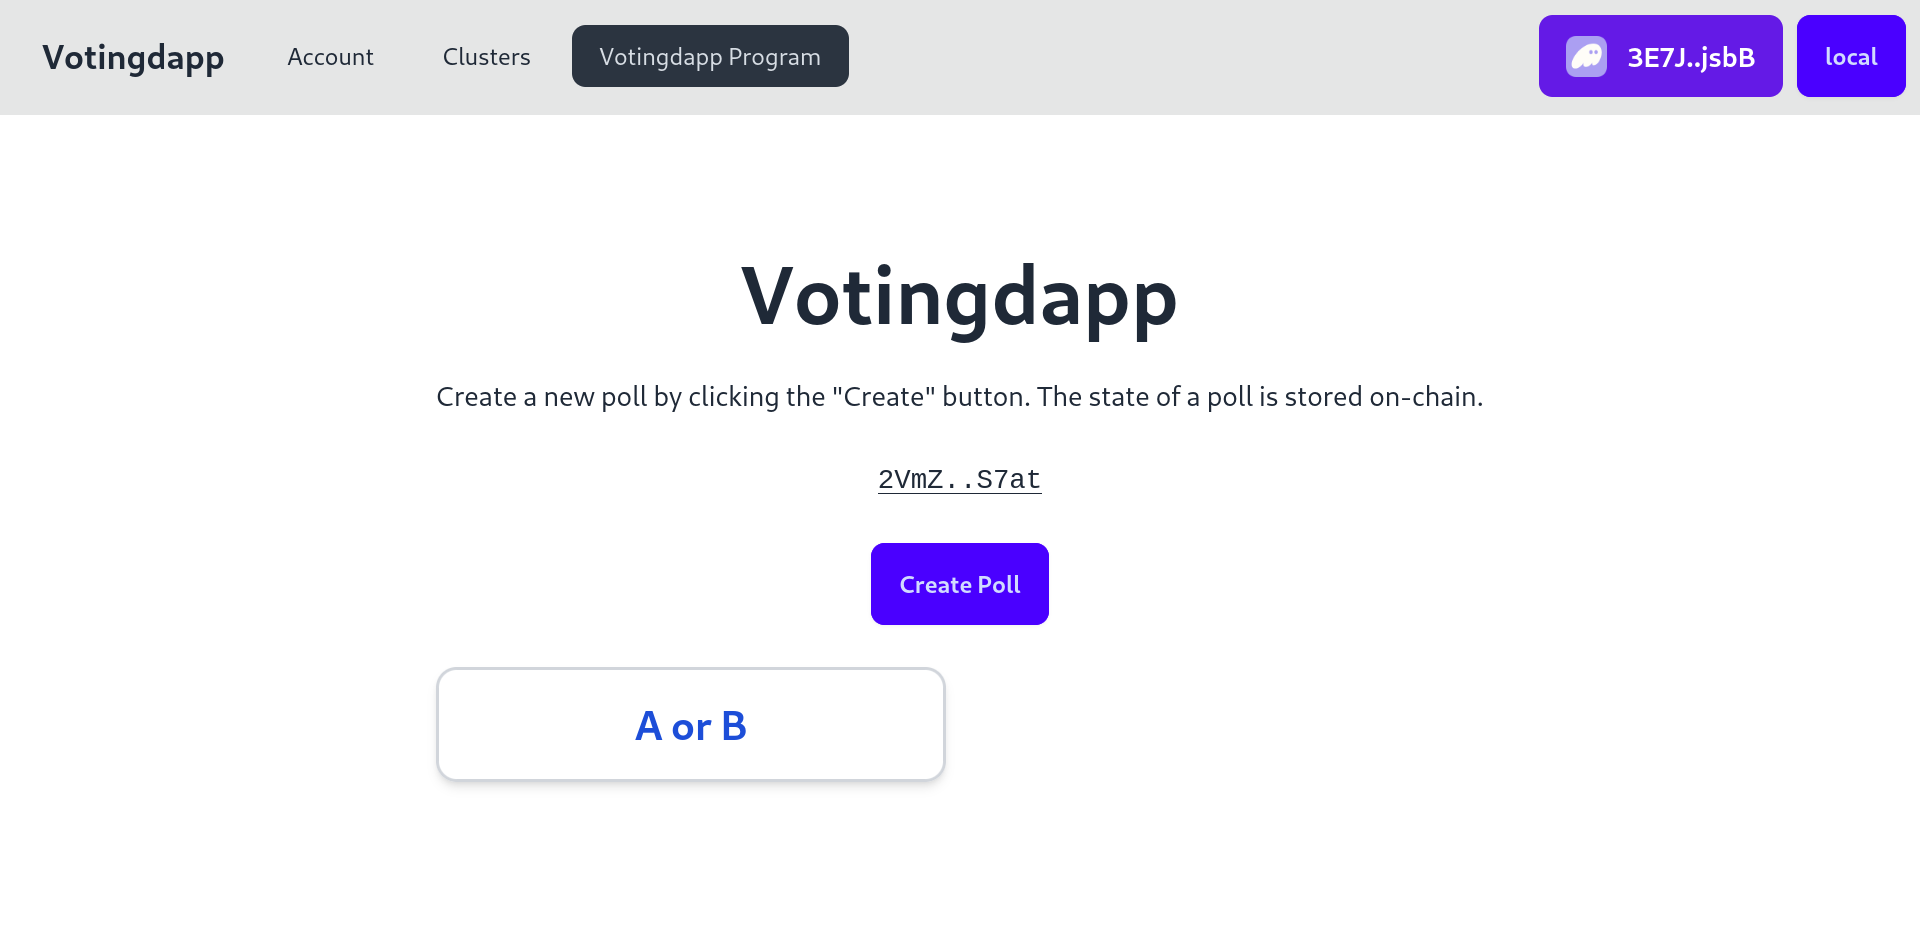 Votingdapp Account Clusters Votingdapp Program 3E7J..jsbB local
Votingdapp
Create a new poll by clicking the "Create" button. The state of a poll is stored on-chain.
2VmZ..S7at
Create Poll
A or B